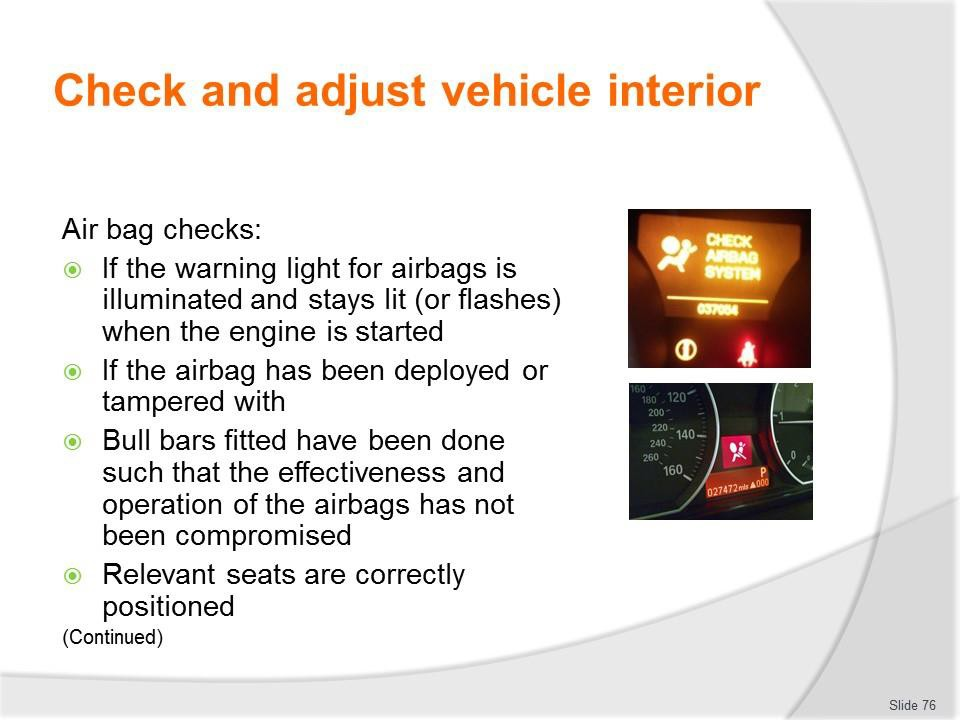 Check and adjust vehicle interior
Air bag checks:
If the warning light for airbags is
illuminated and stays lit (or flashes)
when the engine is started
If the airbag has been deployed or
tampered with
Bull bars fitted have been done
such that the effectiveness and
operation of the airbags has not
been compromised
Relevant seats are correctly
positioned
(Continued)
CHECK
AIRBAG
SYSTEM
037054
160
180
120
200
220
140
240
260
160
1
0
P
027472 mls ▲000
Slide 76